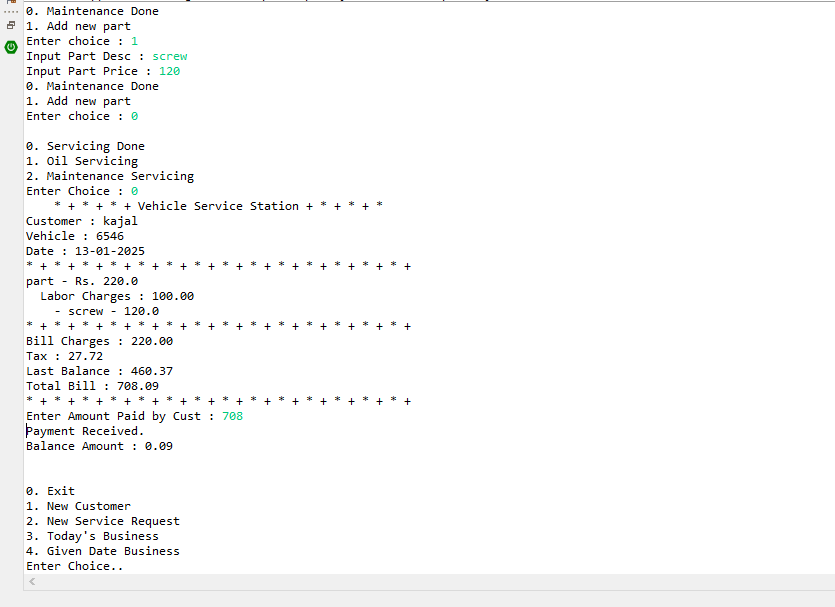 0. Maintenance Done
1. Add new part
Enter choice : 1
Input Part Desc : screw
Input Part Price : 120
0. Maintenance Done
1. Add new part
Enter choice : 0
0. Servicing Done
1. Oil Servicing
2. Maintenance Servicing
Enter Choice : 0
* + * + * + Vehicle Service Station + * + * + *
Customer : kajal
Vehicle : 6546
Date : 13-01-2025
* + * + * + * + * + * + * + * + * + * + * + * + * + * +
part - Rs. 220.0
Labor Charges : 100.00
- screw - 120.0
* + * + * + * + * + * + * + * + * + * + * + * + * + * +
Bill Charges : 220.00
Tax : 27.72
Last Balance : 460.37
Total Bill : 708.09
* + * + * + * + * + * + * + * + * + * + * + * + * + * +
Enter Amount Paid by Cust : 708
Payment Received.
Balance Amount : 0.09
0. Exit
1. New Customer
2. New Service Request
3. Today's Business
4. Given Date Business
Enter Choice..